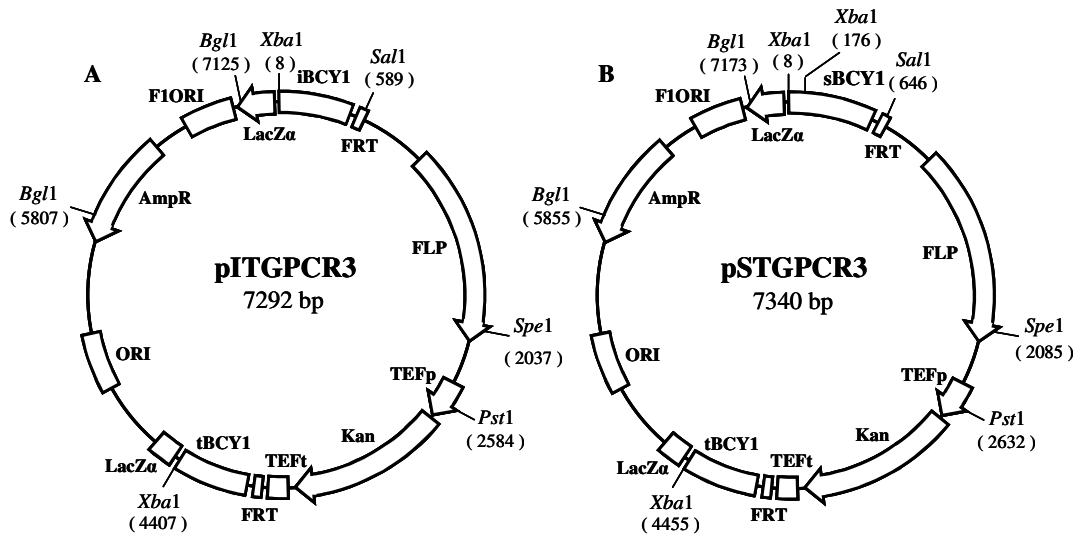 A
Bgl1
( 7125 )
Xba1
( 8 )
iBCY1
Sal1
( 589 )
F1ORI
LacZα
FRT
Bgl1
( 5807 )
AmpR
FLP
pITGPCR3
7292 bp
Spe1
( 2037 )
ORI
TEFp
Pst1
( 2584 )
Kan
tBCY1
TEFt
LacZα
Xba1
( 4407 )
FRT
B
Bgl1
( 7173 )
Xba1
( 8 )
Xba1
( 176 )
sBCY1
Sal1
( 646 )
F1ORI
LacZα
FRT
Bgl1
( 5855 )
AmpR
FLP
pSTGPCR3
7340 bp
Spe1
( 2085 )
ORI
TEFp
Pst1
( 2632 )
Kan
tBCY1
TEFt
LacZα
Xba1
( 4455 )
FRT